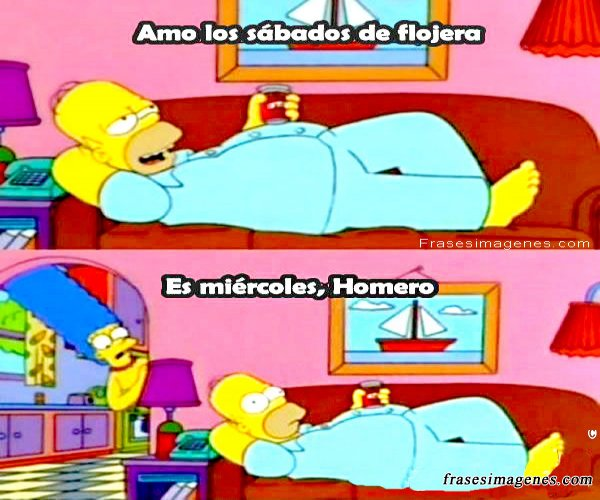 Amo los sábados de flojera
Frasesimagenes.com
Es miércoles, Homero
frasesimagenes.com